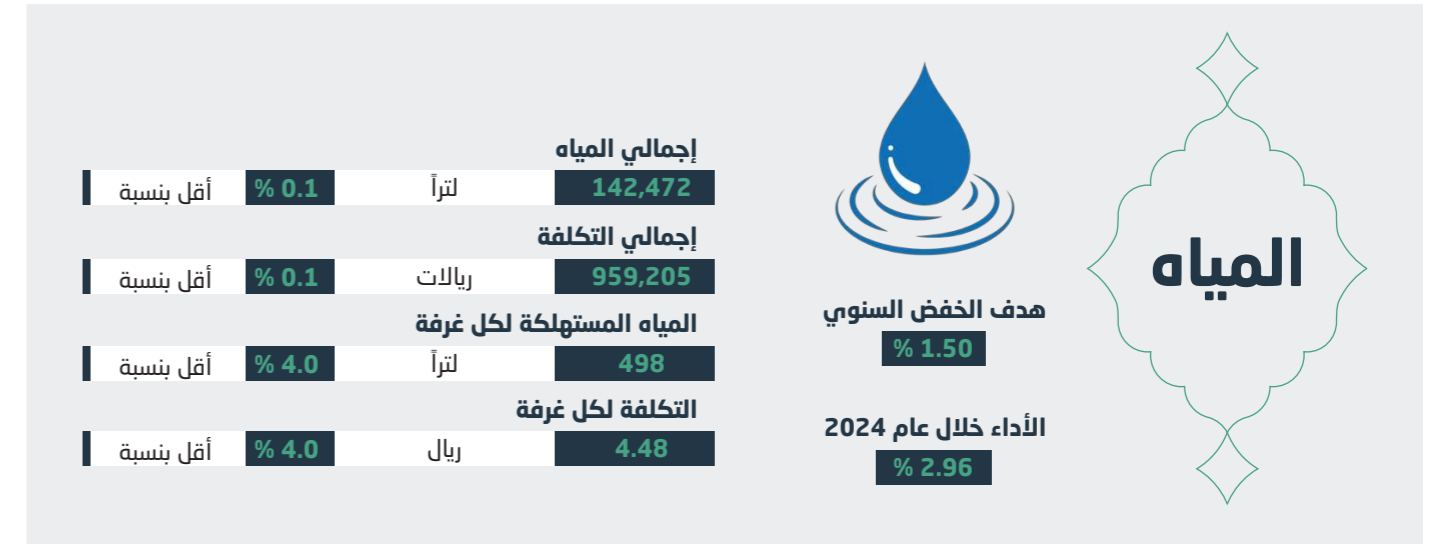 المياه
هدف الخفض السنوي
% 1.50
الأداء خلال عام 2024
% 2.96
إجمالي المياه
142,472 لتراً % 0.1 أقل بنسبة
إجمالي التكلفة
959,205 ريالات % 0.1 أقل بنسبة
المياه المستهلكة لكل غرفة
498 لتراً % 4.0 أقل بنسبة
التكلفة لكل غرفة
4.48 ريال % 4.0 أقل بنسبة